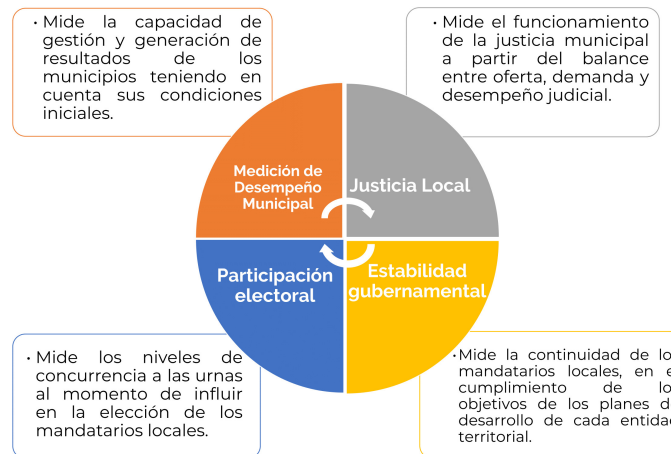 · Mide la capacidad de
gestión y generación de
resultados de los
municipios teniendo en
cuenta sus condiciones
iniciales.
· Mide el funcionamiento
de la justicia municipal
a partir del balance
entre oferta, demanda y
desempeño judicial.
Medición de
Desempeño
Municipal
Justicia Local
Participación
electoral
Estabilidad
gubernamental
· Mide los niveles de
concurrencia a las urnas
al momento de influir
en la elección de los
mandatarios locales.
· Mide la continuidad de lo
mandatarios locales, en e
cumplimiento de lo
objetivos de los planes d
desarrollo de cada entidad
territorial.